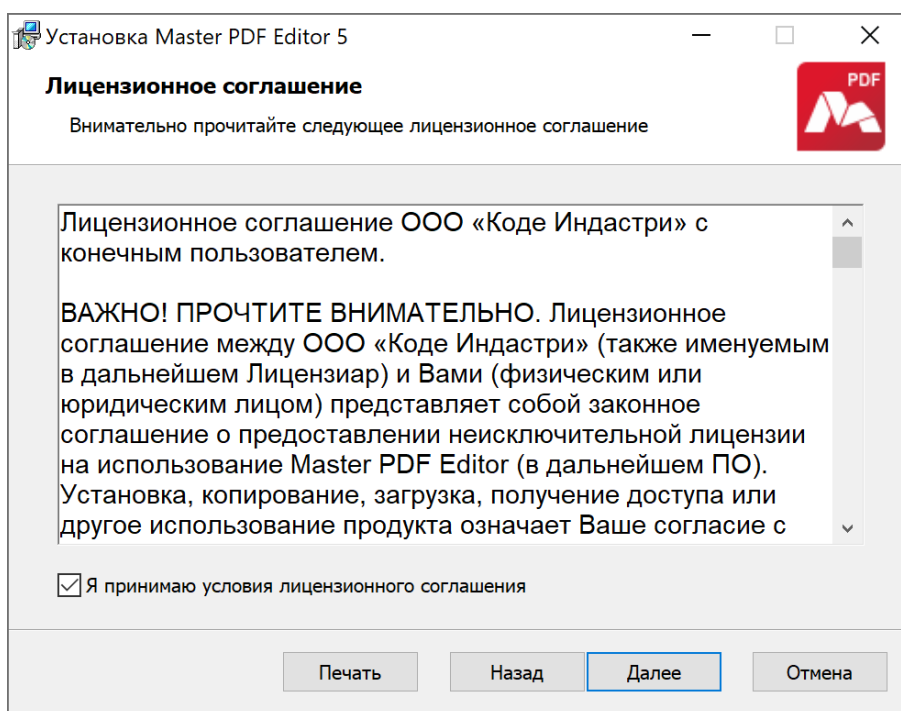 Установка Master PDF Editor 5
Лицензионное соглашение
Внимательно прочитайте следующее лицензионное соглашение
PDF
Лицензионное соглашение ООО «Коде Индастри» с
конечным пользователем.
ВАЖНО! ПРОЧТИТЕ ВНИМАТЕЛЬНО. Лицензионное
соглашение между ООО «Коде Индастри» (также именуемым
в дальнейшем Лицензиар) и Вами (физическим или
юридическим лицом) представляет собой законное
соглашение о предоставлении неисключительной лицензии
на использование Master PDF Editor (в дальнейшем ПО).
Установка, копирование, загрузка, получение доступа или
другое использование продукта означает Ваше согласие с
Я принимаю условия лицензионного соглашения
Печать Назад Далее Отмена